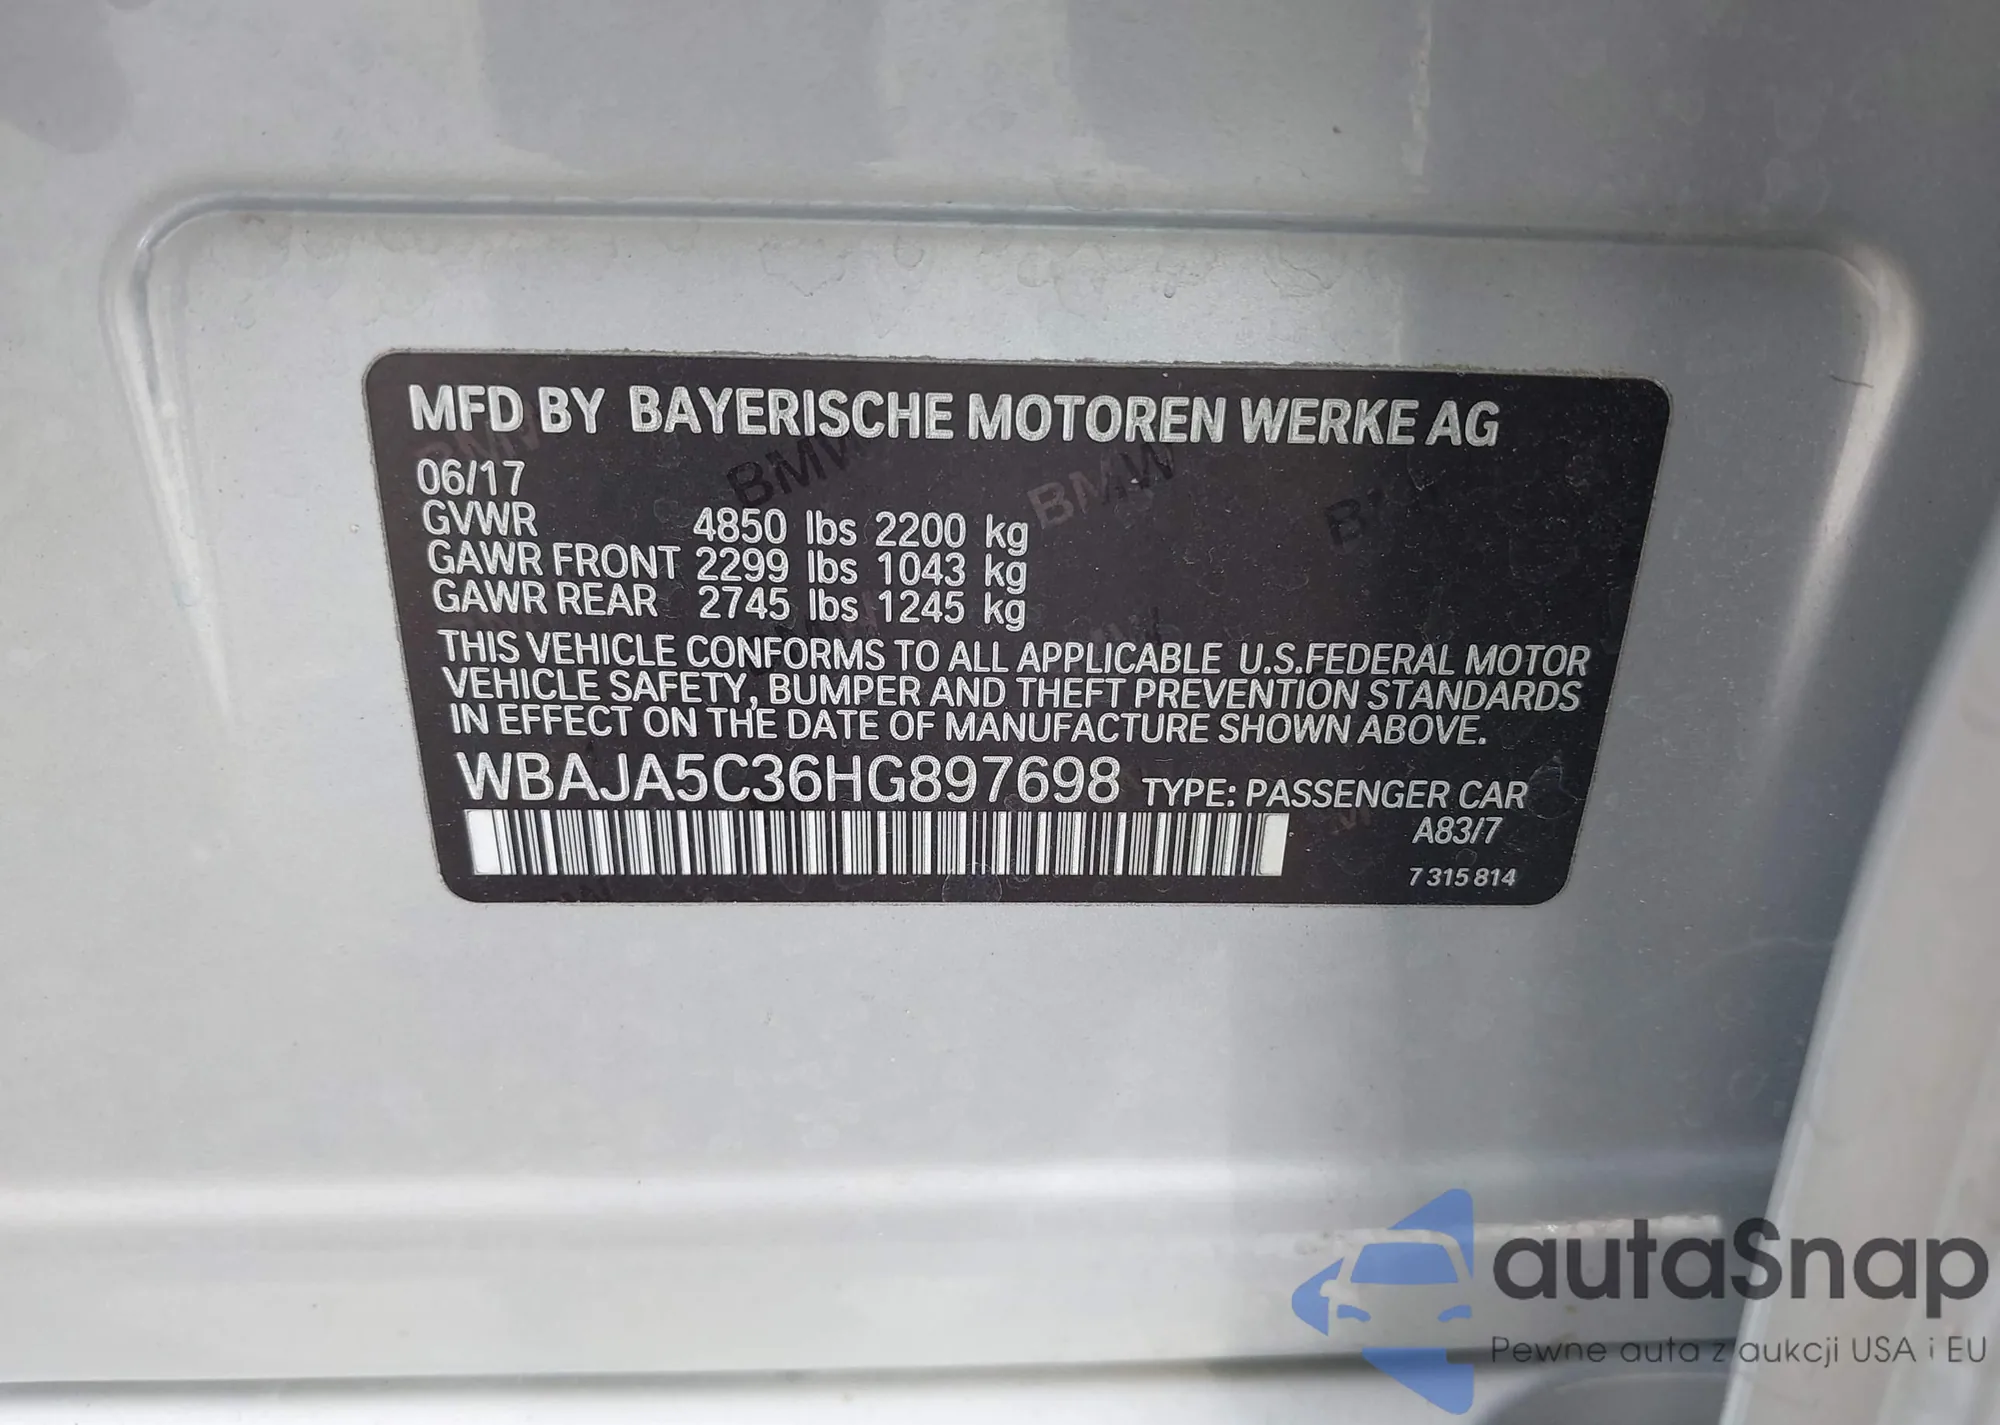 MFD BY BAYERISCHE MOTOREN WERKE AG
06/17
GVWR 4850 lbs 2200 kg
GAWR FRONT 2299 lbs 1043 kg
GAWR REAR 2745 lbs 1245 kg
THIS VEHICLE CONFORMS TO ALL APPLICABLE U.S.FEDERAL MOTOR
VEHICLE SAFETY, BUMPER AND THEFT PREVENTION STANDARDS
IN EFFECT ON THE DATE OF MANUFACTURE SHOWN ABOVE.
WBAJA5C36HG897698 TYPE: PASSENGER CAR
A83/7
7 315 814
autaSnap
Pewne auta z aukcji USA i EU